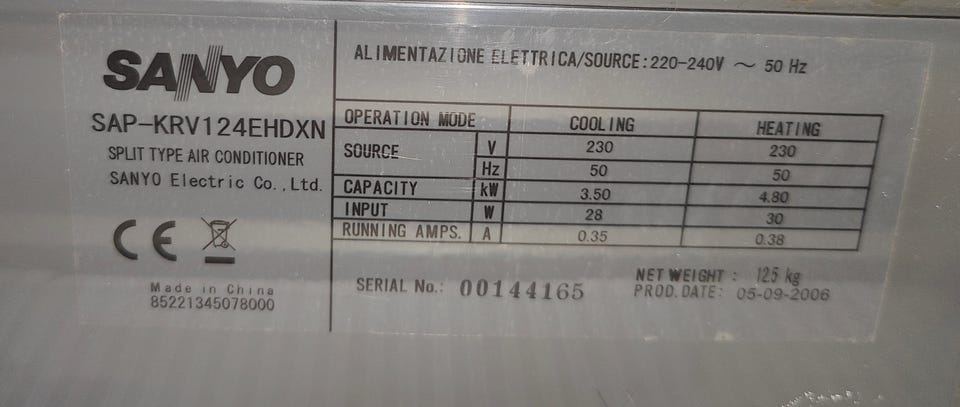 SANYO
SAP-KRV124EHDXN
SPLIT TYPE AIR CONDITIONER
SANYO Electric Co.,Ltd.
CE
Made in China
85221345078000
ALIMENTAZIONE ELETTRICA/SOURCE:220-240V ~ 50 Hz
OPERATION MODE COOLING HEATING
SOURCE V 230 230
Hz 50 50
CAPACITY kW 3.50 4.80
INPUT W 28 30
RUNNING AMPS. A 0.35 0.38
SERIAL No.: 00144165
NET WEIGHT : 12.5 kg
PROD.DATE: 05-09-2006